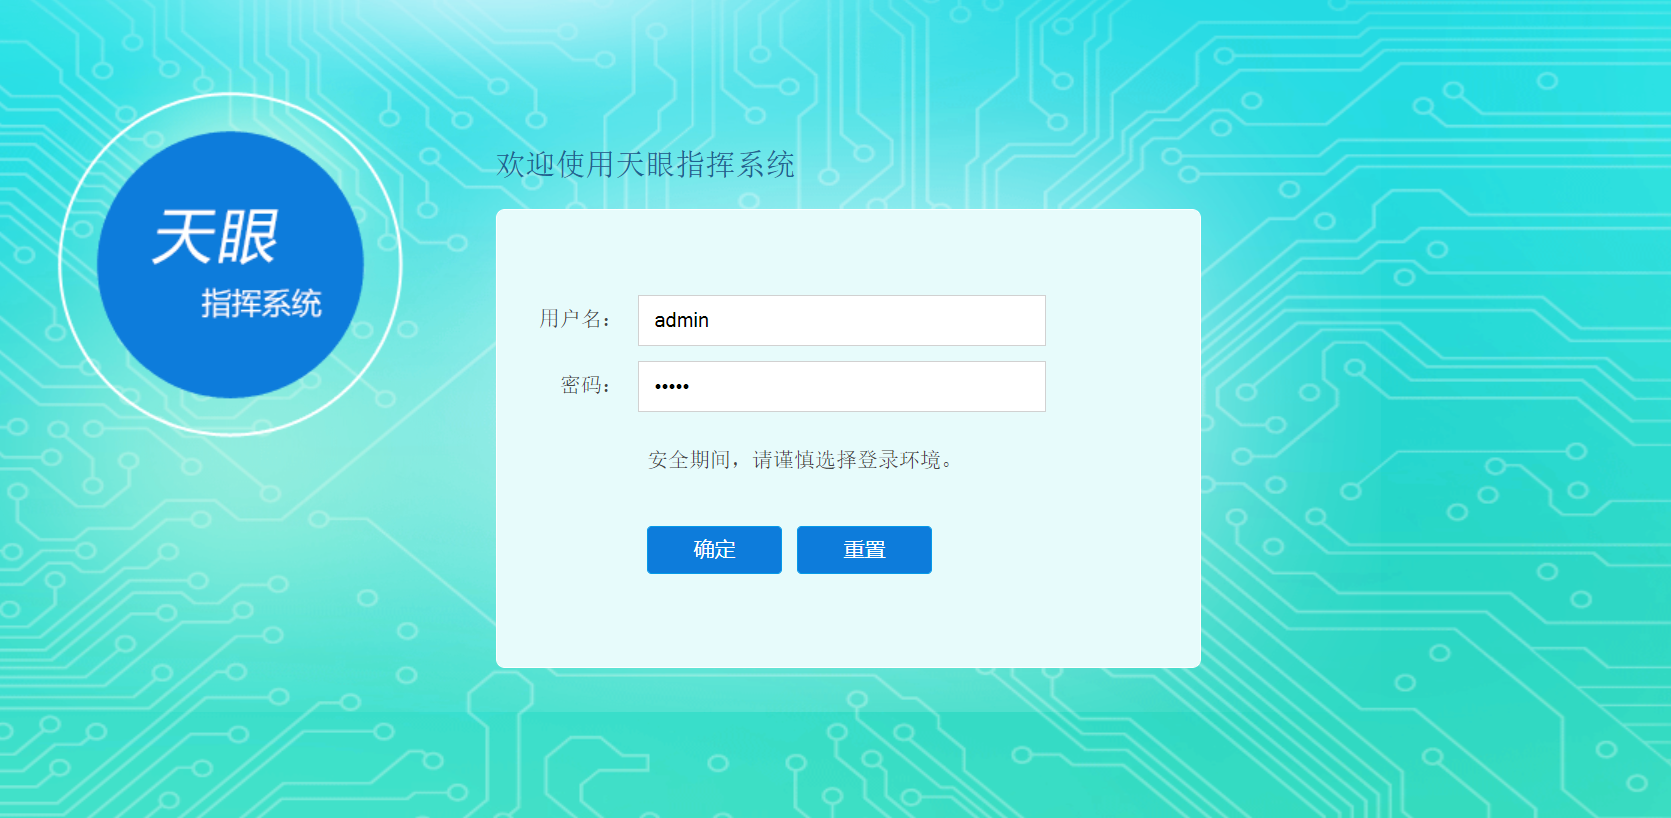 天眼
指挥系统
欢迎使用天眼指挥系统
用户名：
admin
密码：
•••••
安全期间，请谨慎选择登录环境。
确定
重置